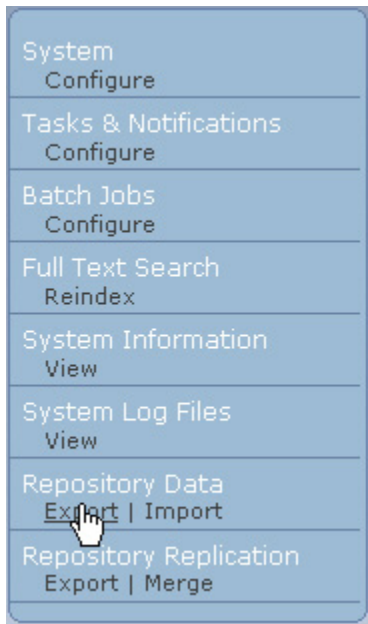 System
Configure
Tasks & Notifications
Configure
Batch Jobs
Configure
Full Text Search
Reindex
System Information
View
System Log Files
View
Repository Data
Export | Import
Repository Replication
Export | Merge